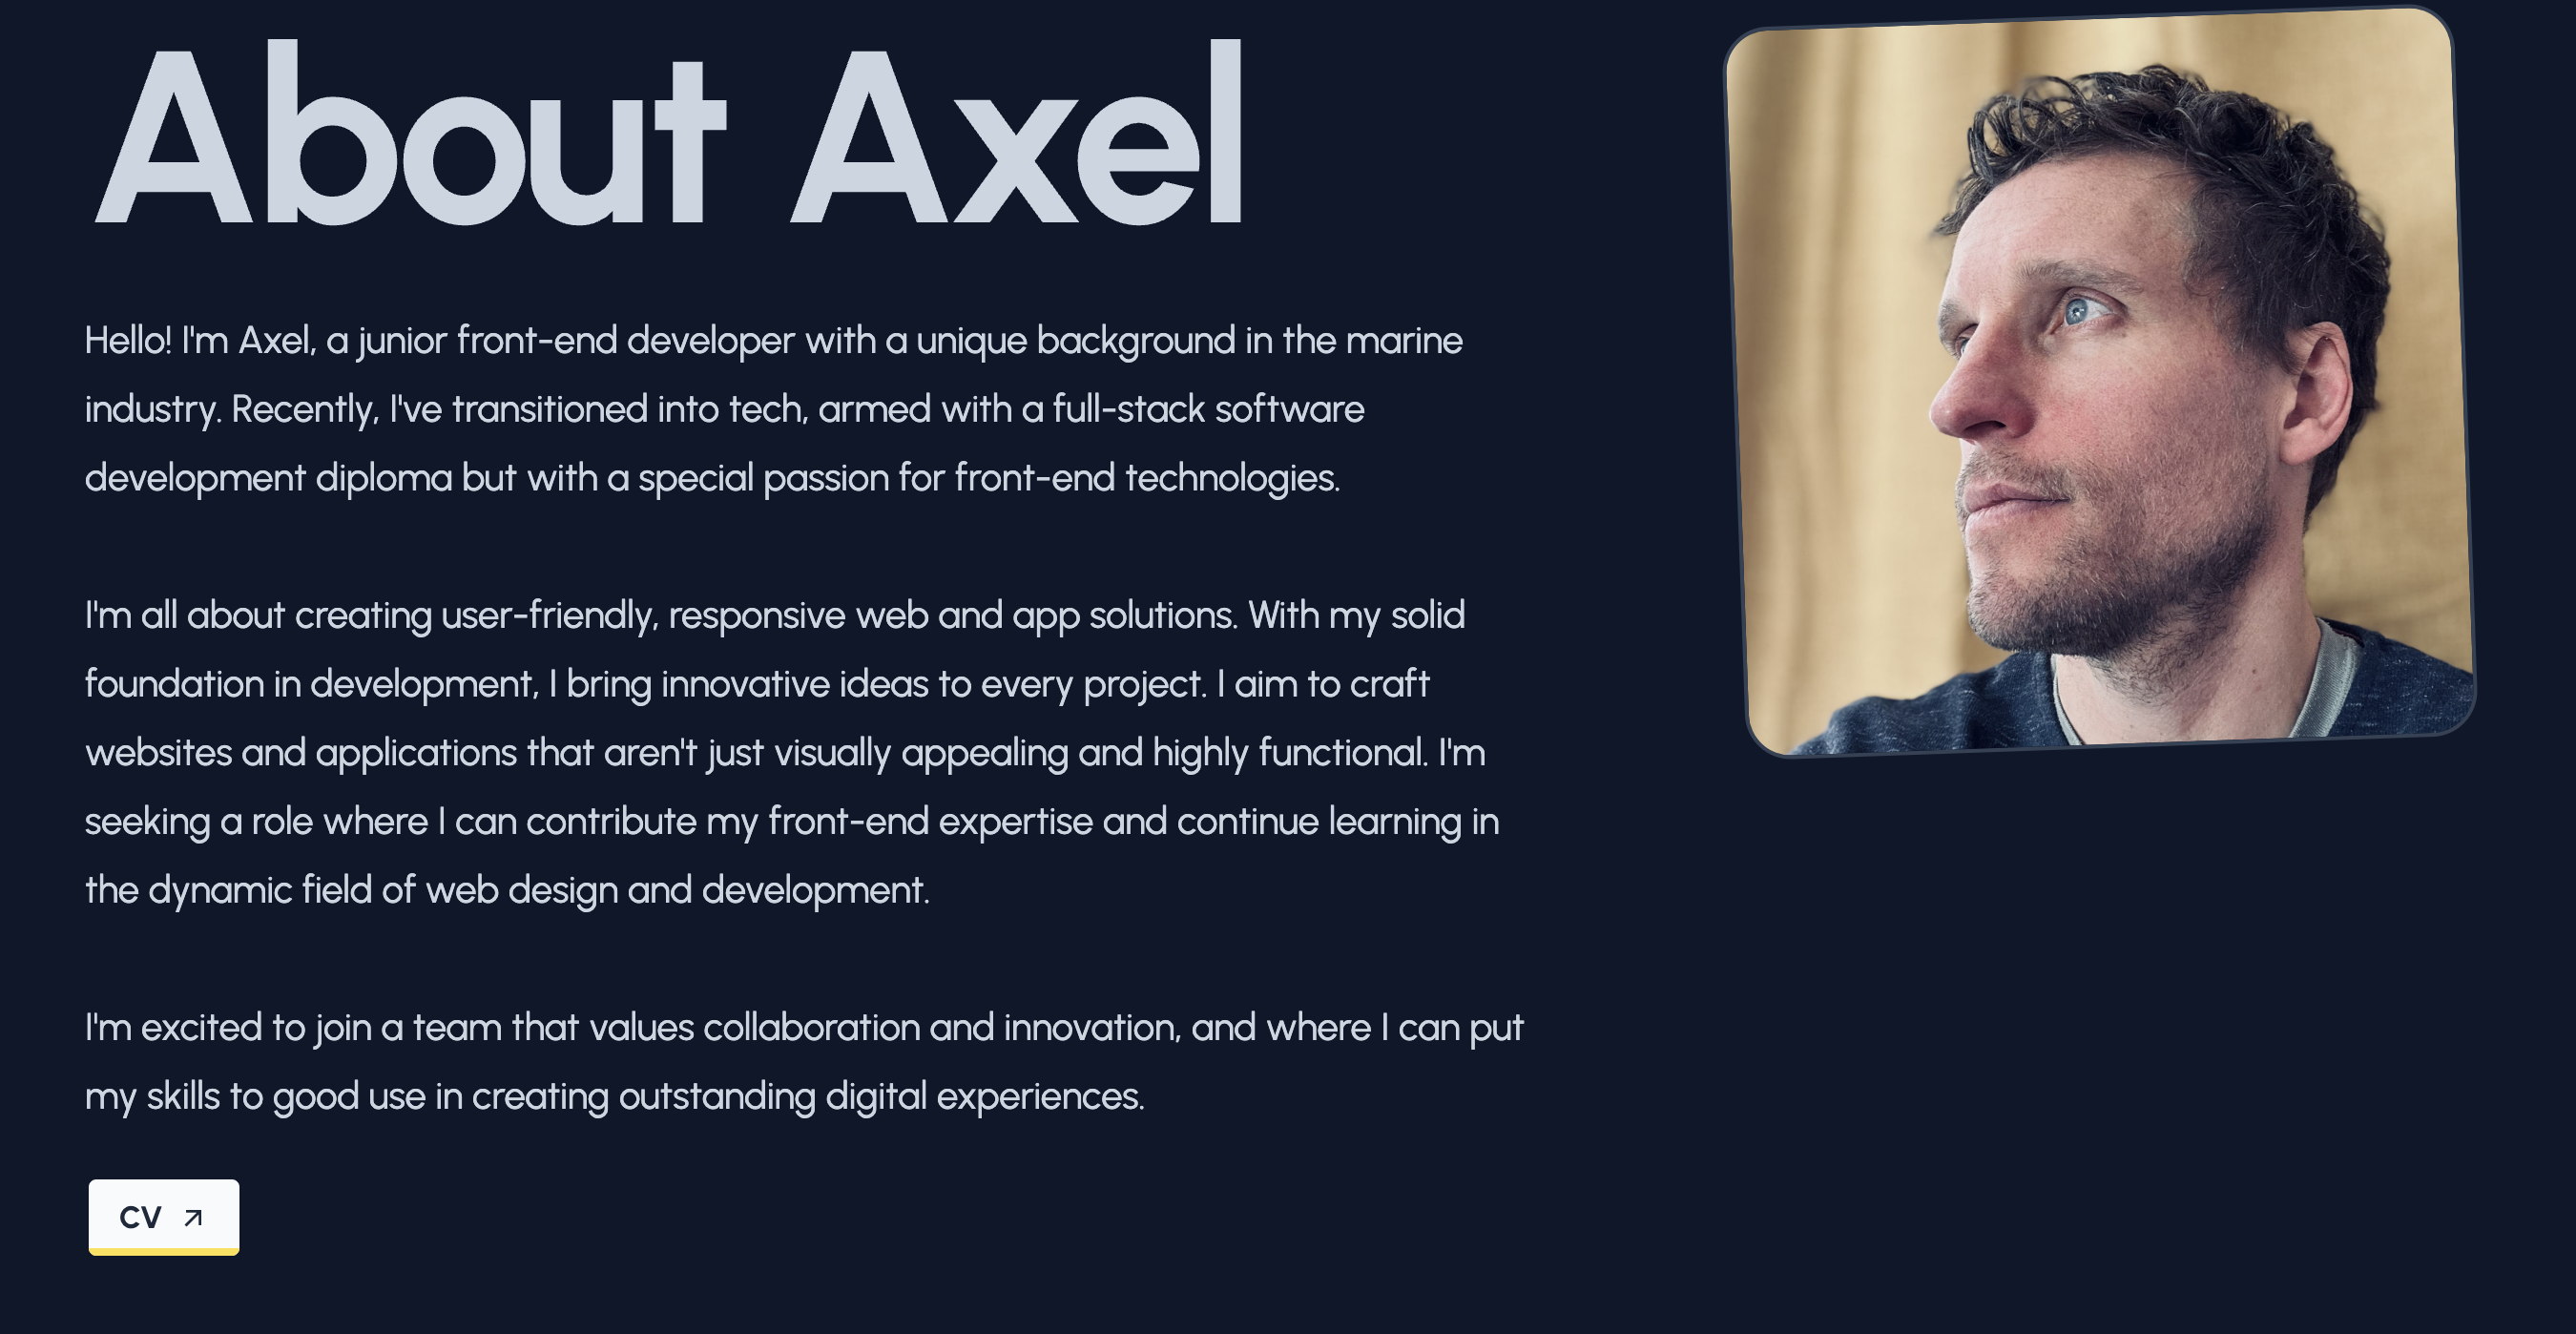 About Axel
Hello! I'm Axel, a junior front-end developer with a unique background in the marine
industry. Recently, I've transitioned into tech, armed with a full-stack software
development diploma but with a special passion for front-end technologies.
I'm all about creating user-friendly, responsive web and app solutions. With my solid
foundation in development, I bring innovative ideas to every project. I aim to craft
websites and applications that aren't just visually appealing and highly functional. I'm
seeking a role where I can contribute my front-end expertise and continue learning in
the dynamic field of web design and development.
I'm excited to join a team that values collaboration and innovation, and where I can put
my skills to good use in creating outstanding digital experiences.
CV